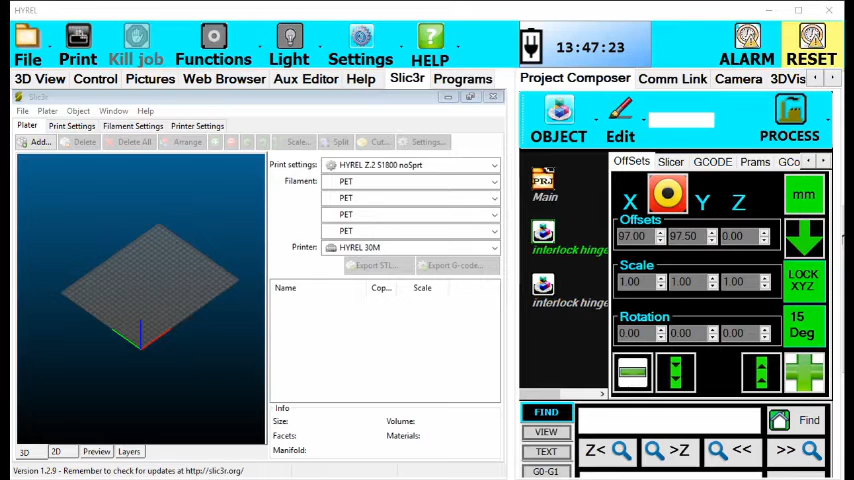 HYREL
File
Print
Kill job
Functions
Light
Settings
HELP
13:47:23
ALARM
RESET
3D View
Control
Pictures
Web Browser
Aux Editor
Help
Slic3r
Programs
Project Composer
Comm Link
Camera
3DVis
Slic3r
File
Plater
Object
Window
Help
Plater
Print Settings
Filament Settings
Printer Settings
Add...
Delete
Delete All
Arrange
Scale...
Split
Cut...
Settings...
Print settings:
HYREL Z.2 S1800 noSprt
Filament:
PET
PET
PET
PET
Printer:
HYREL 30M
Export STL...
Export G-code...
Name
Cop...
Scale
Info
Size:
Volume:
Facets:
Materials:
Manifold:
3D
2D
Preview
Layers
Version 1.2.9 - Remember to check for updates at http://slic3r.org/
OBJECT
Edit
PROCESS
PRJ
Main
interlock hinge
interlock hinge
OffSets
Slicer
GCODE
Prams
GCo
X
Y
Z
mm
Offsets
97.00
97.50
0.00
Scale
1.00
1.00
1.00
LOCK
XYZ
Rotation
0.00
0.00
0.00
15
Deg
FIND
VIEW
TEXT
G0-G1
Find
Z<
>Z
<<
>>